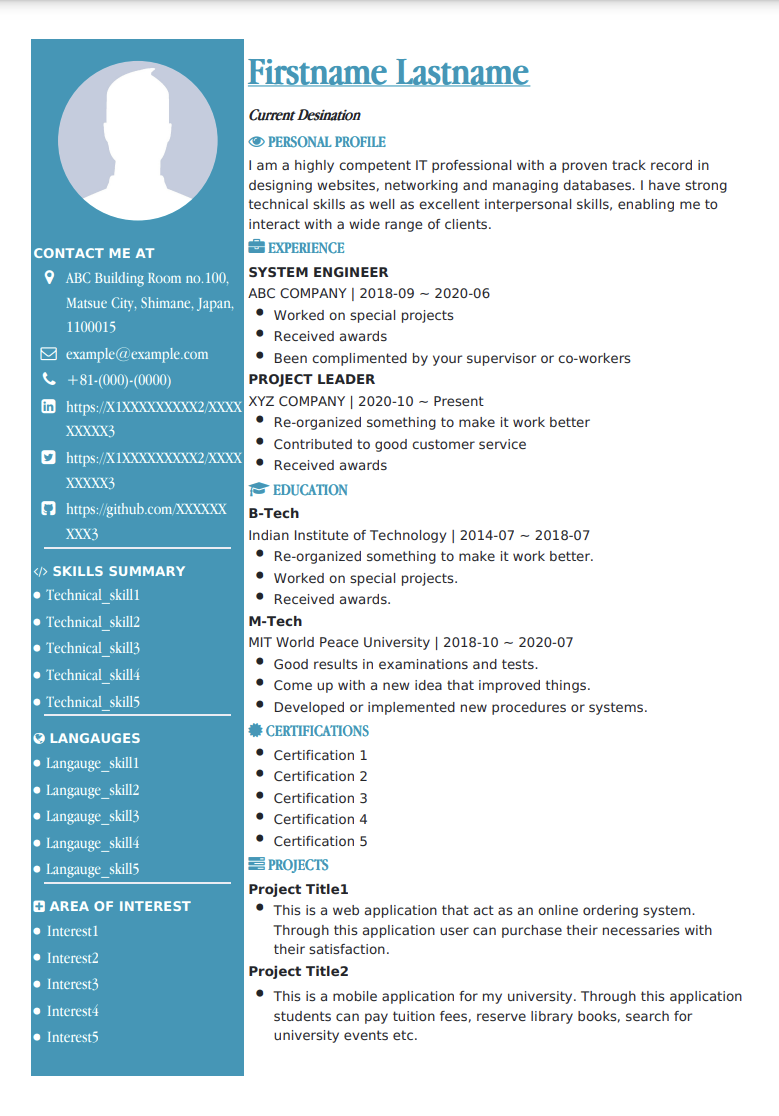 Firstname Lastname
Current Desination
PERSONAL PROFILE
I am a highly competent IT professional with a proven track record in
designing websites, networking and managing databases. I have strong
technical skills as well as excellent interpersonal skills, enabling me to
interact with a wide range of clients.
EXPERIENCE
SYSTEM ENGINEER
ABC COMPANY | 2018-09 ~ 2020-06
Worked on special projects
Received awards
Been complimented by your supervisor or co-workers
PROJECT LEADER
XYZ COMPANY | 2020-10 ~ Present
Re-organized something to make it work better
Contributed to good customer service
Received awards
EDUCATION
B-Tech
Indian Institute of Technology | 2014-07 ~ 2018-07
Re-organized something to make it work better.
Worked on special projects.
Received awards.
M-Tech
MIT World Peace University | 2018-10 ~ 2020-07
Good results in examinations and tests.
Come up with a new idea that improved things.
Developed or implemented new procedures or systems.
CERTIFICATIONS
Certification 1
Certification 2
Certification 3
Certification 4
Certification 5
PROJECTS
Project Title1
This is a web application that act as an online ordering system.
Through this application user can purchase their necessaries with
their satisfaction.
Project Title2
This is a mobile application for my university. Through this application
students can pay tuition fees, reserve library books, search for
university events etc.
CONTACT ME AT
ABC Building Room no.100,
Matsue City, Shimane, Japan,
1100015
example@example.com
+81-(000)-(0000)
https://X1XXXXXXXXX2/XXXX
XXXXX3
https://X1XXXXXXXXX2/XXXX
XXXXX3
https://github.com/XXXXXX
XXX3
SKILLS SUMMARY
Technical_skill1
Technical_skill2
Technical_skill3
Technical_skill4
Technical_skill5
LANGAUGES
Langauge_skill1
Langauge_skill2
Langauge_skill3
Langauge_skill4
Langauge_skill5
AREA OF INTEREST
Interest1
Interest2
Interest3
Interest4
Interest5